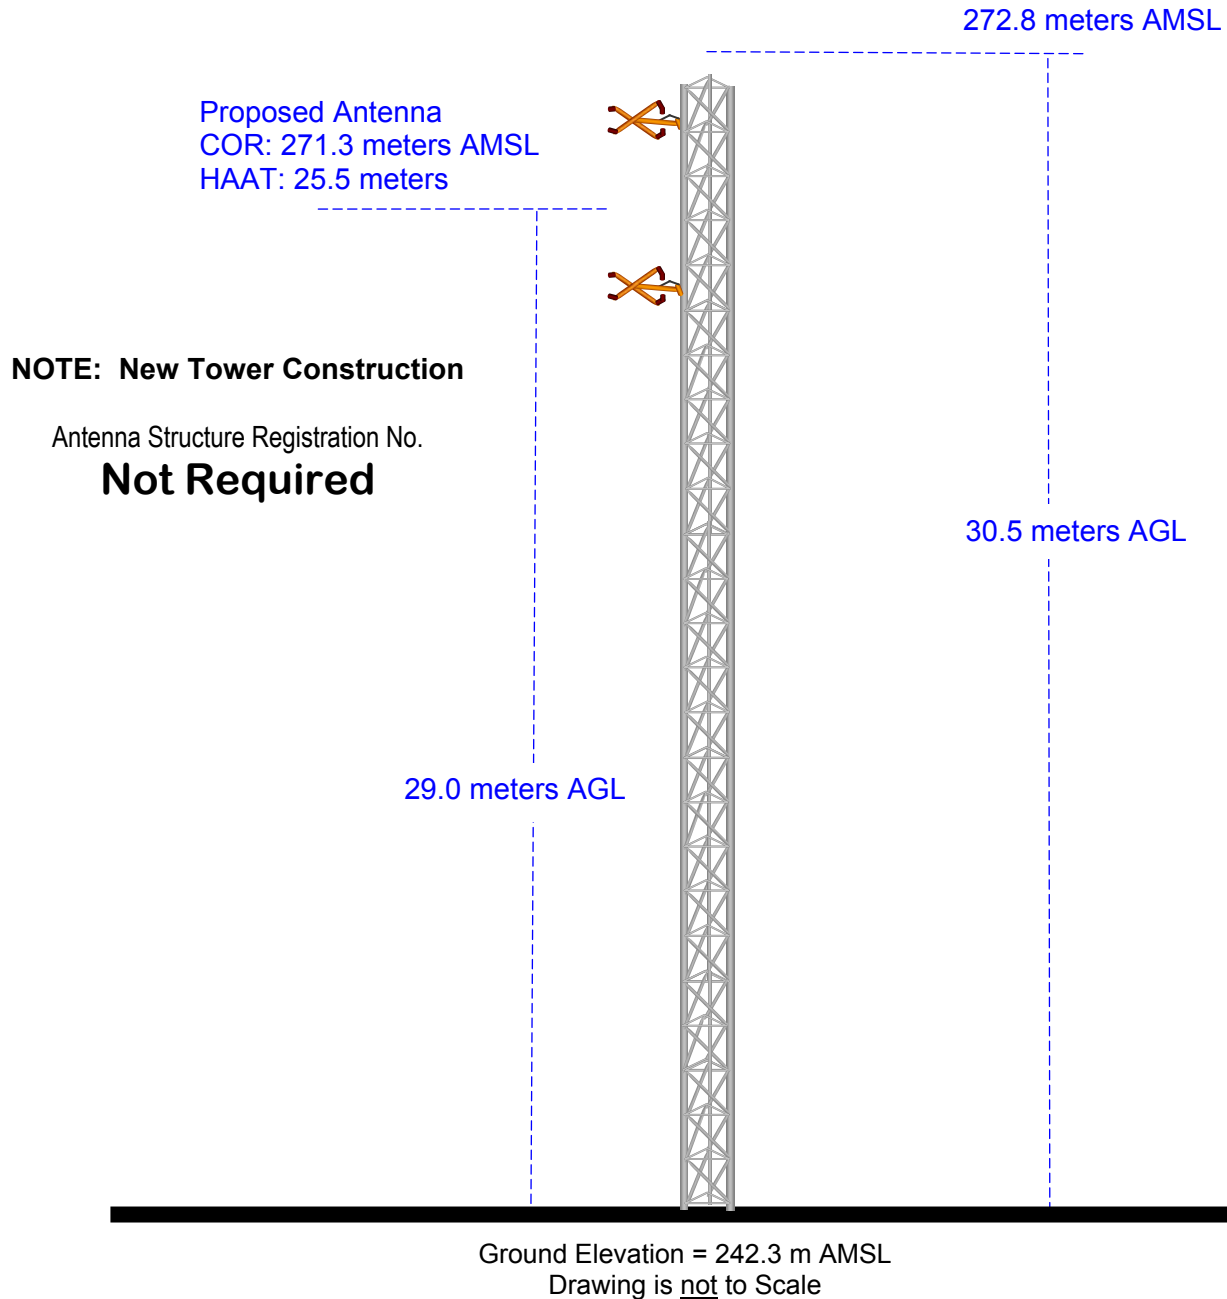 272.8 meters AMSL
Proposed Antenna
COR: 271.3 meters AMSL
HAAT: 25.5 meters
NOTE: New Tower Construction
Antenna Structure Registration No.
Not Required
30.5 meters AGL
29.0 meters AGL
Ground Elevation = 242.3 m AMSL
Drawing is not to Scale